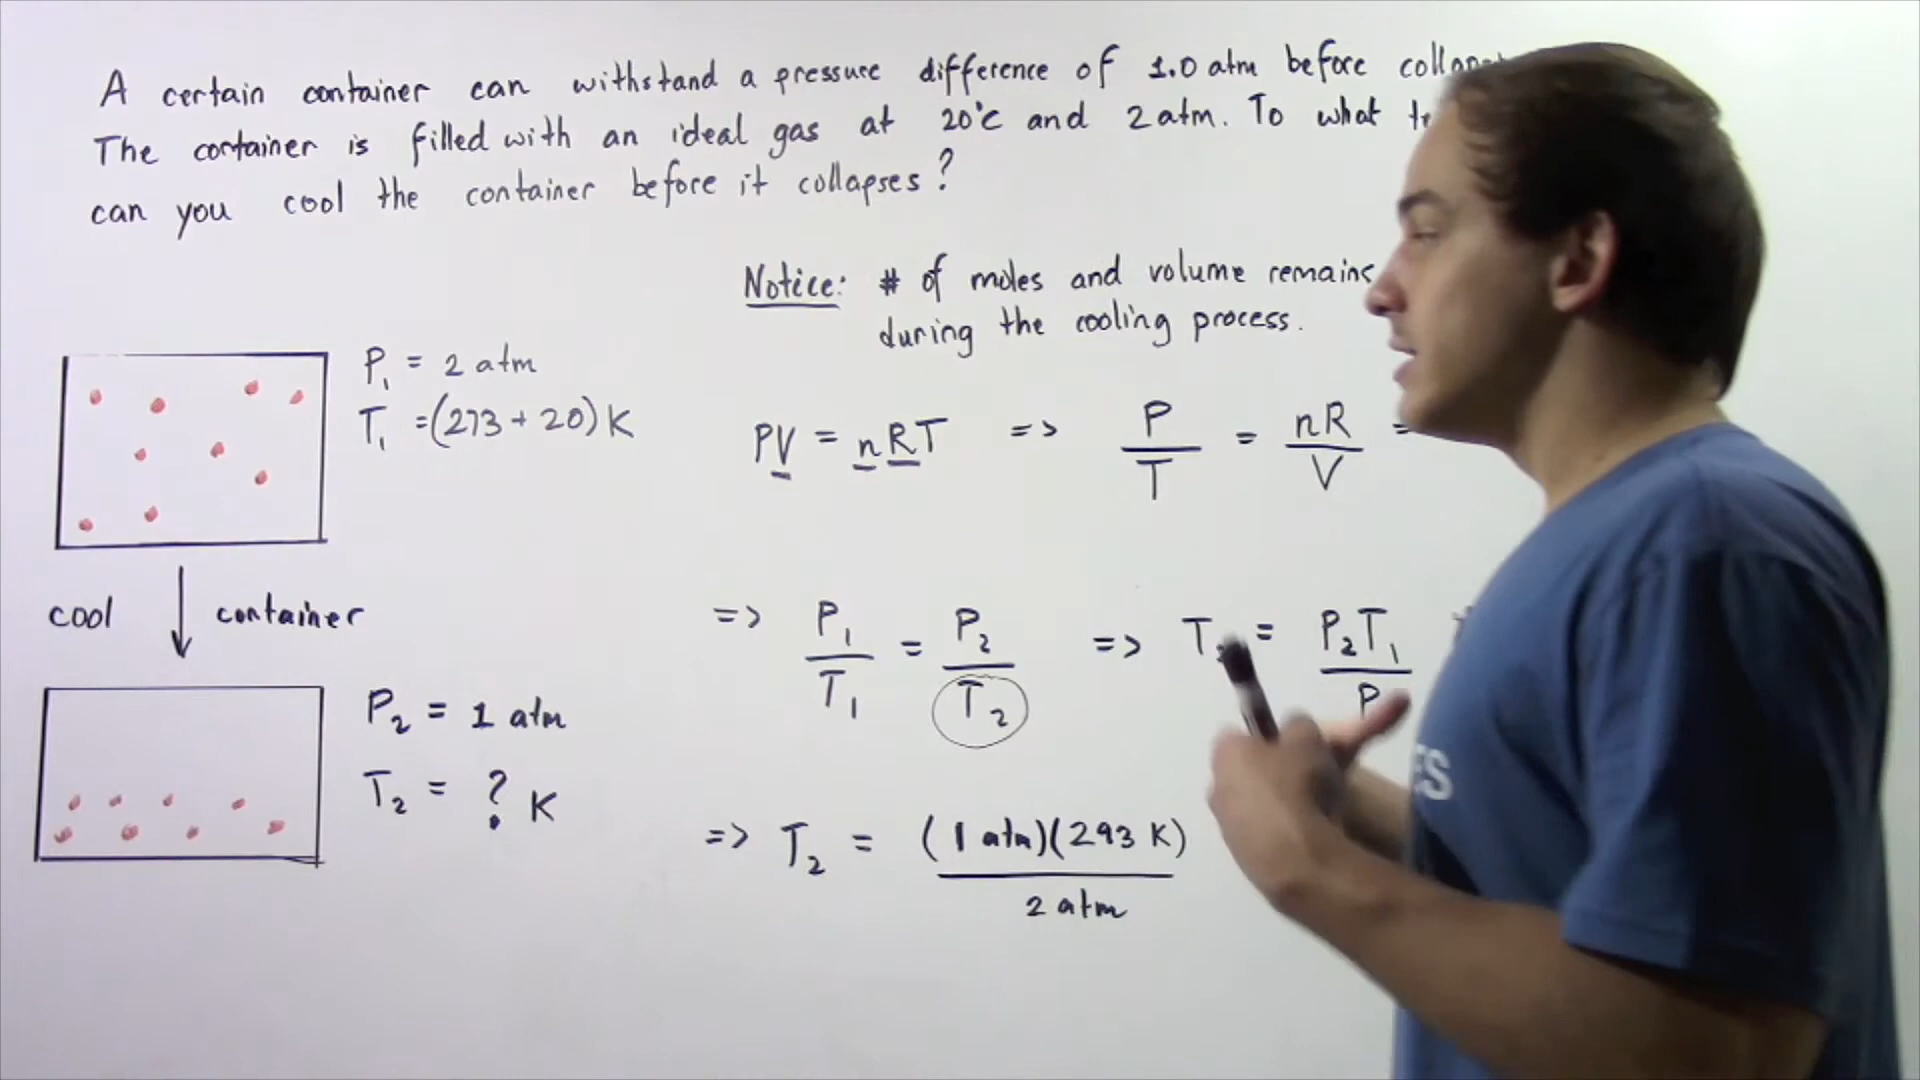 A certain container can withstand a pressure difference of 1.0 atm before
The container is filled with an ideal gas at 20°C and 2 atm. To what
can you cool the container before it collapses?
Notice: # of moles and volume remains
during the cooling process.
P₁ = 2 atm
T₁ = (273 + 20) K
PV = nRT => P/T = nR/V =
cool container
=> P₁/T₁ = P₂/T₂ => T₂ = P₂T₁/P
P₂ = 1 atm
T₂ = ? K
=> T₂ = (1 atm)(293 K)/2 atm
ES